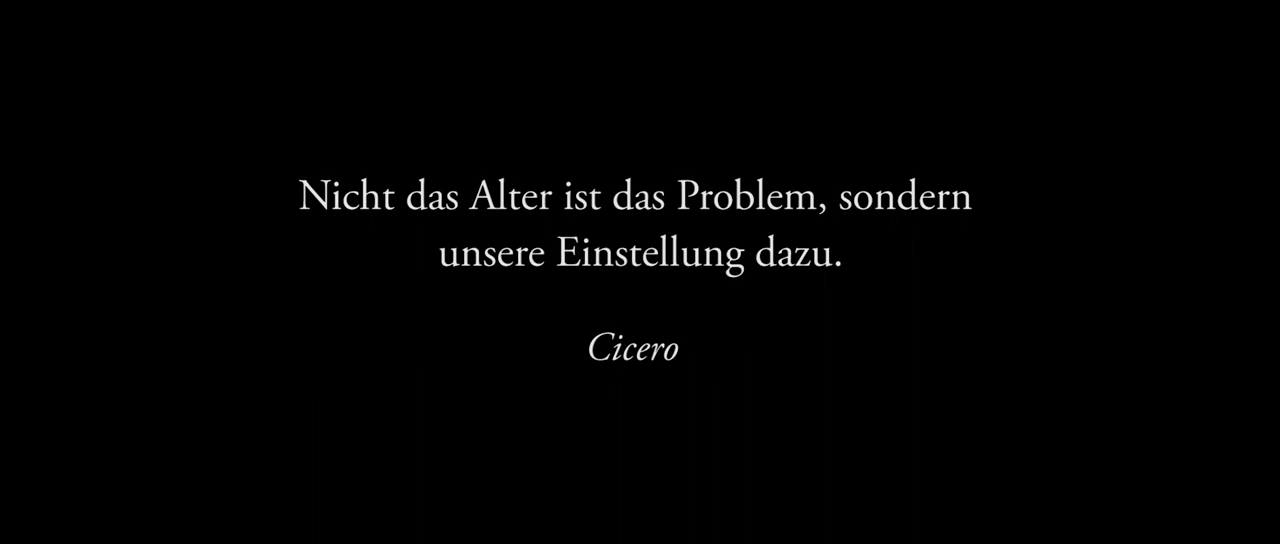 Nicht das Alter ist das Problem, sondern
unsere Einstellung dazu.
Cicero